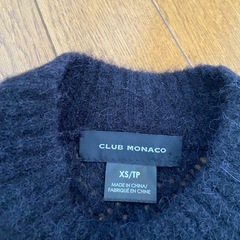 CLUB MONACO
XS/TP
MADE IN CHINA/
FABRIQUÉ EN CHINE